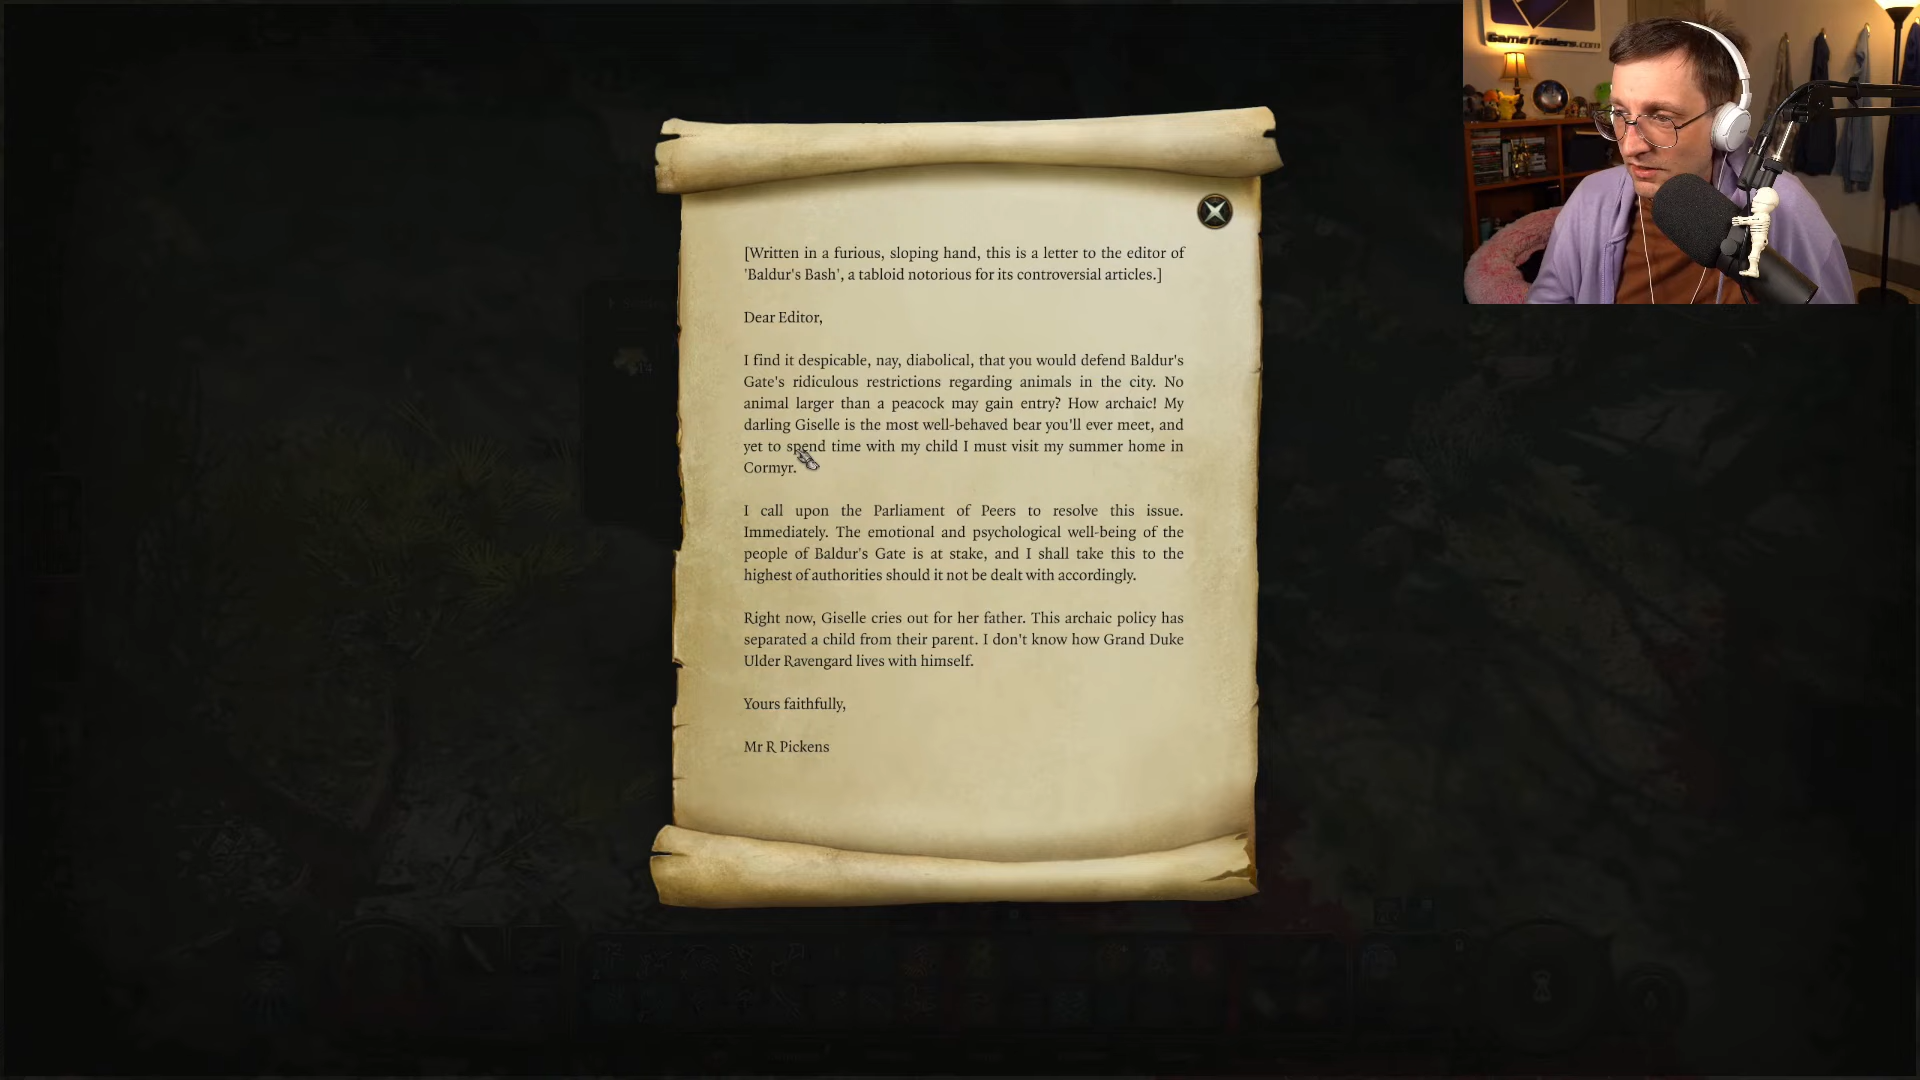 GameTrailers.com
[Written in a furious, sloping hand, this is a letter to the editor of
'Baldur's Bash', a tabloid notorious for its controversial articles.]
Dear Editor,
I find it despicable, nay, diabolical, that you would defend Baldur's
Gate's ridiculous restrictions regarding animals in the city. No
animal larger than a peacock may gain entry? How archaic! My
darling Giselle is the most well-behaved bear you'll ever meet, and
yet to spend time with my child I must visit my summer home in
Cormyr.
I call upon the Parliament of Peers to resolve this issue.
Immediately. The emotional and psychological well-being of the
people of Baldur's Gate is at stake, and I shall take this to the
highest of authorities should it not be dealt with accordingly.
Right now, Giselle cries out for her father. This archaic policy has
separated a child from their parent. I don't know how Grand Duke
Ulder Ravengard lives with himself.
Yours faithfully,
Mr R Pickens